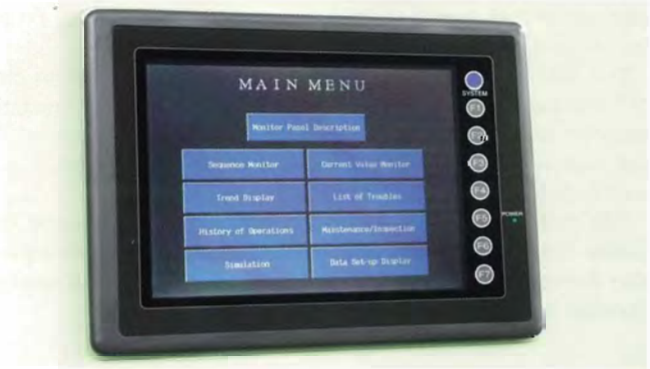 MAIN MENU
Monitor Panel Description
Sequence Monitor
Current Value Monitor
Trend Display
List of Troubles
History of Operations
Maintenance/Inspection
Simulation
Data Set-up Display
SYSTEM
F1
F3
F4
F5
F6
F7
POWER